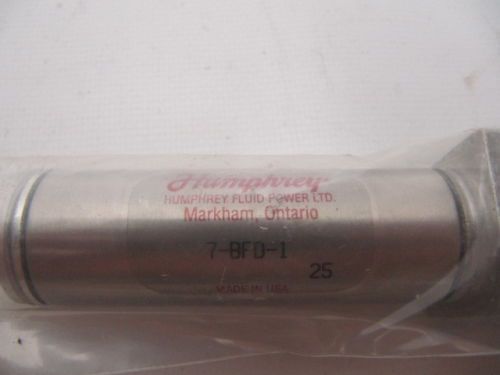 Humphrey
HUMPHREY FLUID POWER LTD.
Markham, Ontario
7-BFD-1
25
MADE IN USA